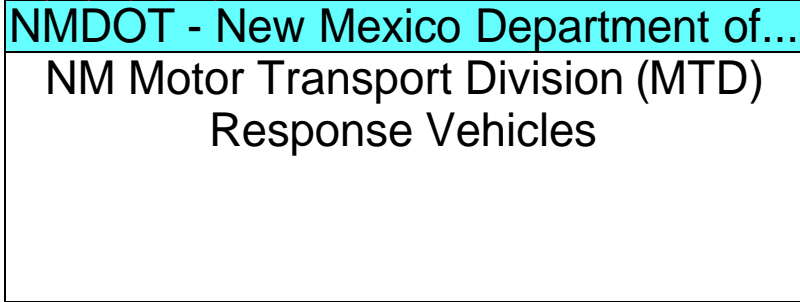 NMDOT - New Mexico Department of...
NM Motor Transport Division (MTD)
Response Vehicles